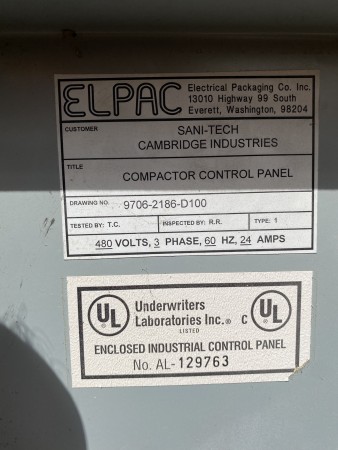 ELPAC
Electrical Packaging Co. Inc.
13010 Highway 99 South
Everett, Washington, 98204
CUSTOMER
SANI-TECH
CAMBRIDGE INDUSTRIES
TITLE
COMPACTOR CONTROL PANEL
DRAWING NO.
9706-2186-D100
TESTED BY: T.C.
INSPECTED BY: R.R.
TYPE: 1
480 VOLTS, 3 PHASE, 60 HZ, 24 AMPS
UL
Underwriters
Laboratories Inc.®
LISTED
C
UL
ENCLOSED INDUSTRIAL CONTROL PANEL
No. AL-129763